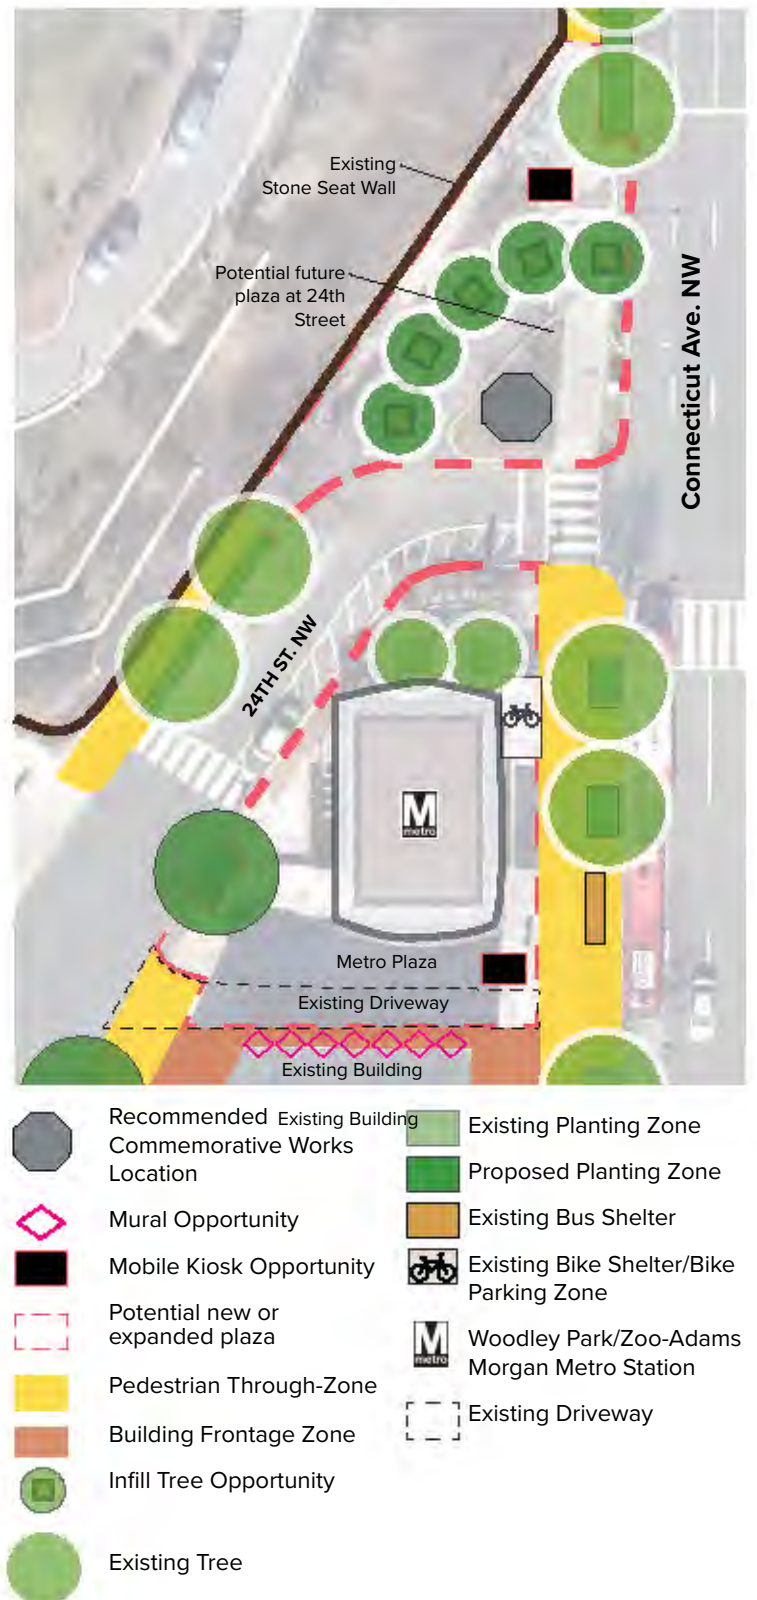 Existing
Stone Seat Wall
Potential future
plaza at 24th
Street
Connecticut Ave. NW
24TH ST. NW
M
metro
Metro Plaza
Existing Driveway
Existing Building
Recommended
Commemorative Works
Location
Existing Building
Mural Opportunity
Mobile Kiosk Opportunity
Potential new or
expanded plaza
Pedestrian Through-Zone
Building Frontage Zone
Infill Tree Opportunity
Existing Tree
Existing Planting Zone
Proposed Planting Zone
Existing Bus Shelter
Existing Bike Shelter/Bike
Parking Zone
M
metro
Woodley Park/Zoo-Adams
Morgan Metro Station
Existing Driveway